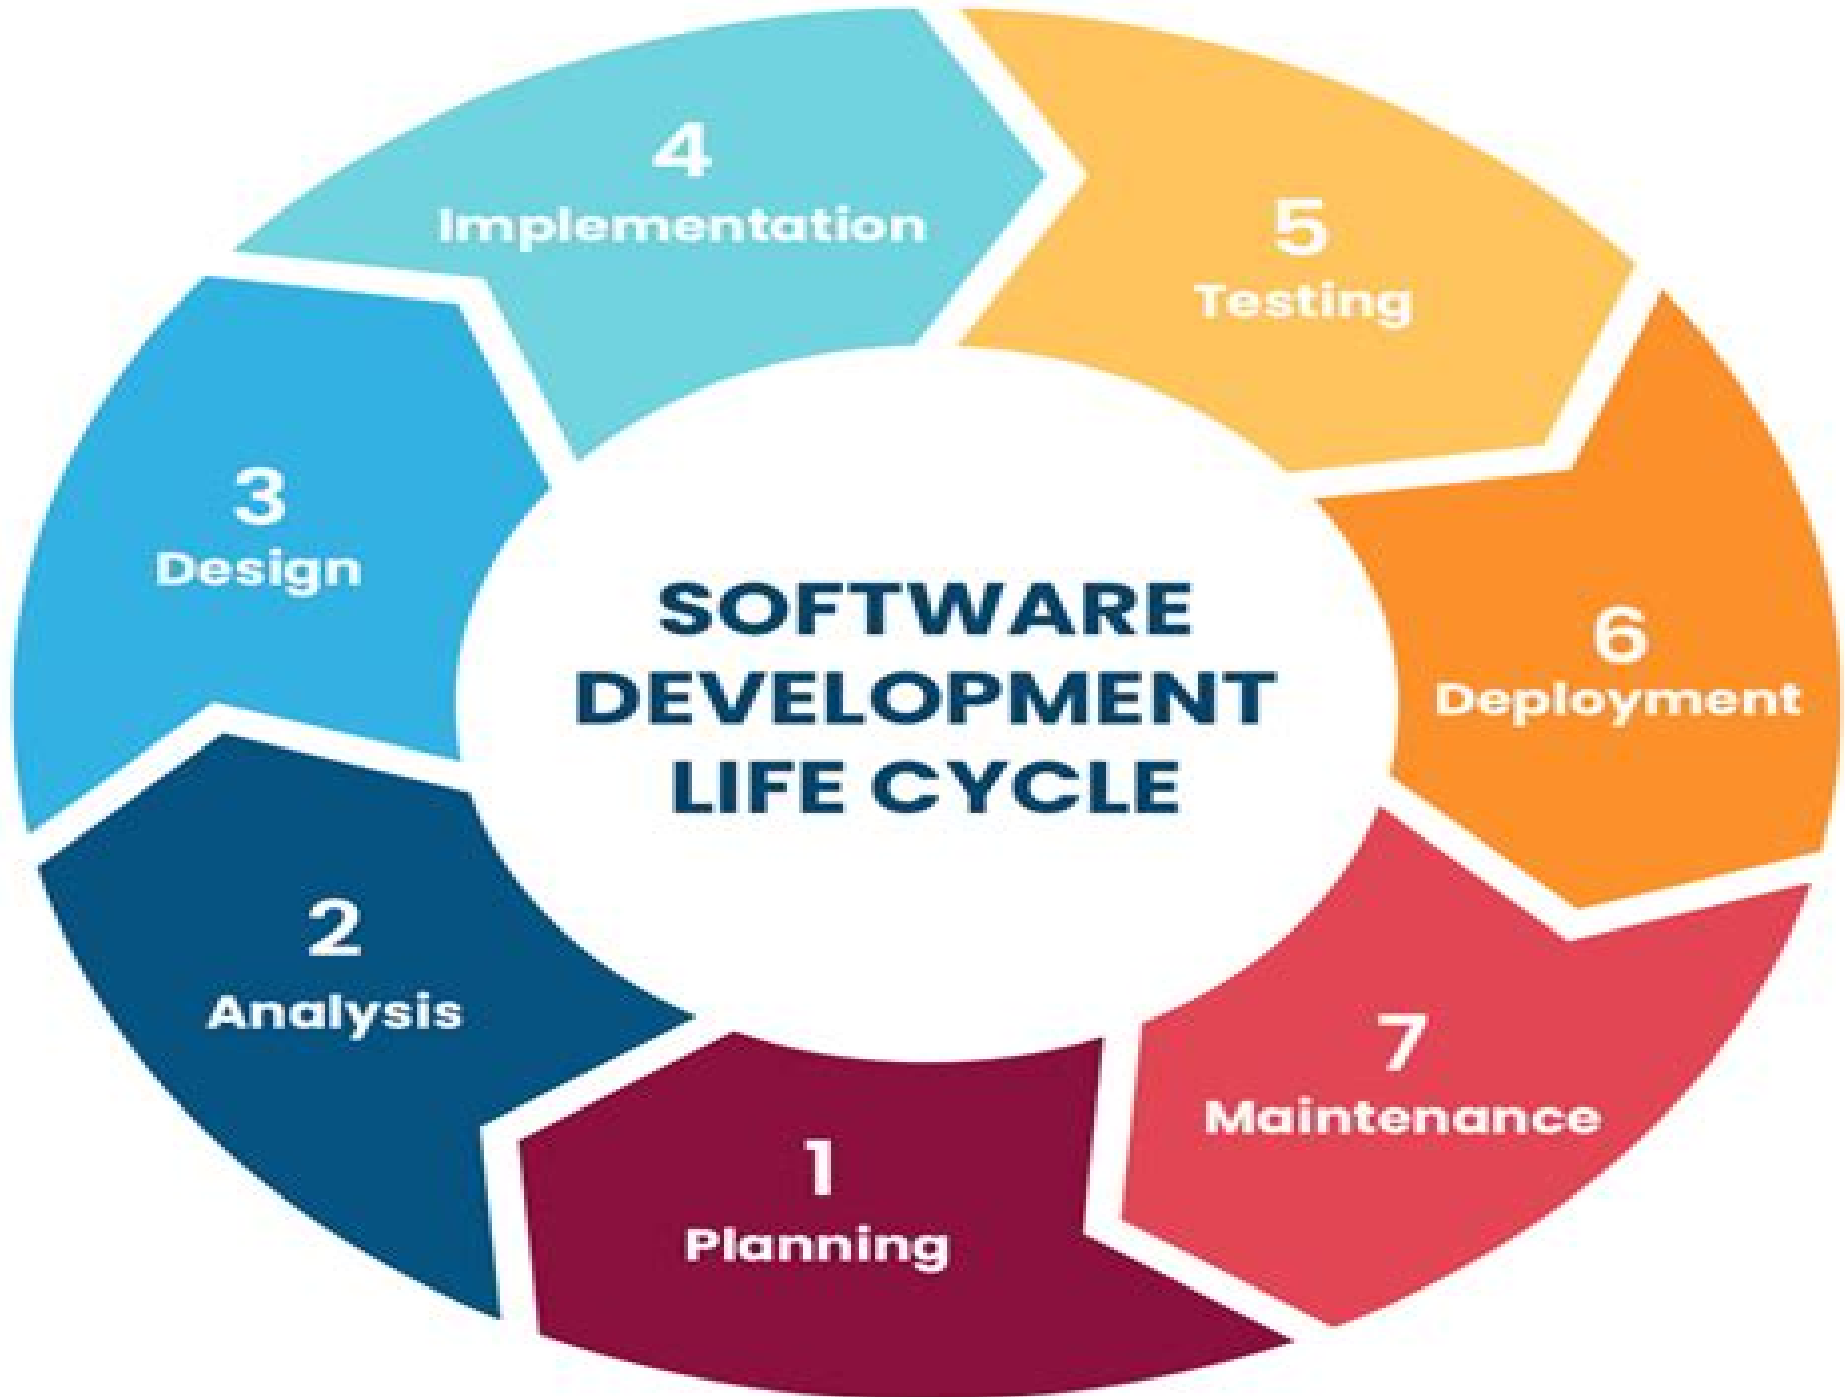 SOFTWARE
DEVELOPMENT
LIFE CYCLE
1
Planning
2
Analysis
3
Design
4
Implementation
5
Testing
6
Deployment
7
Maintenance